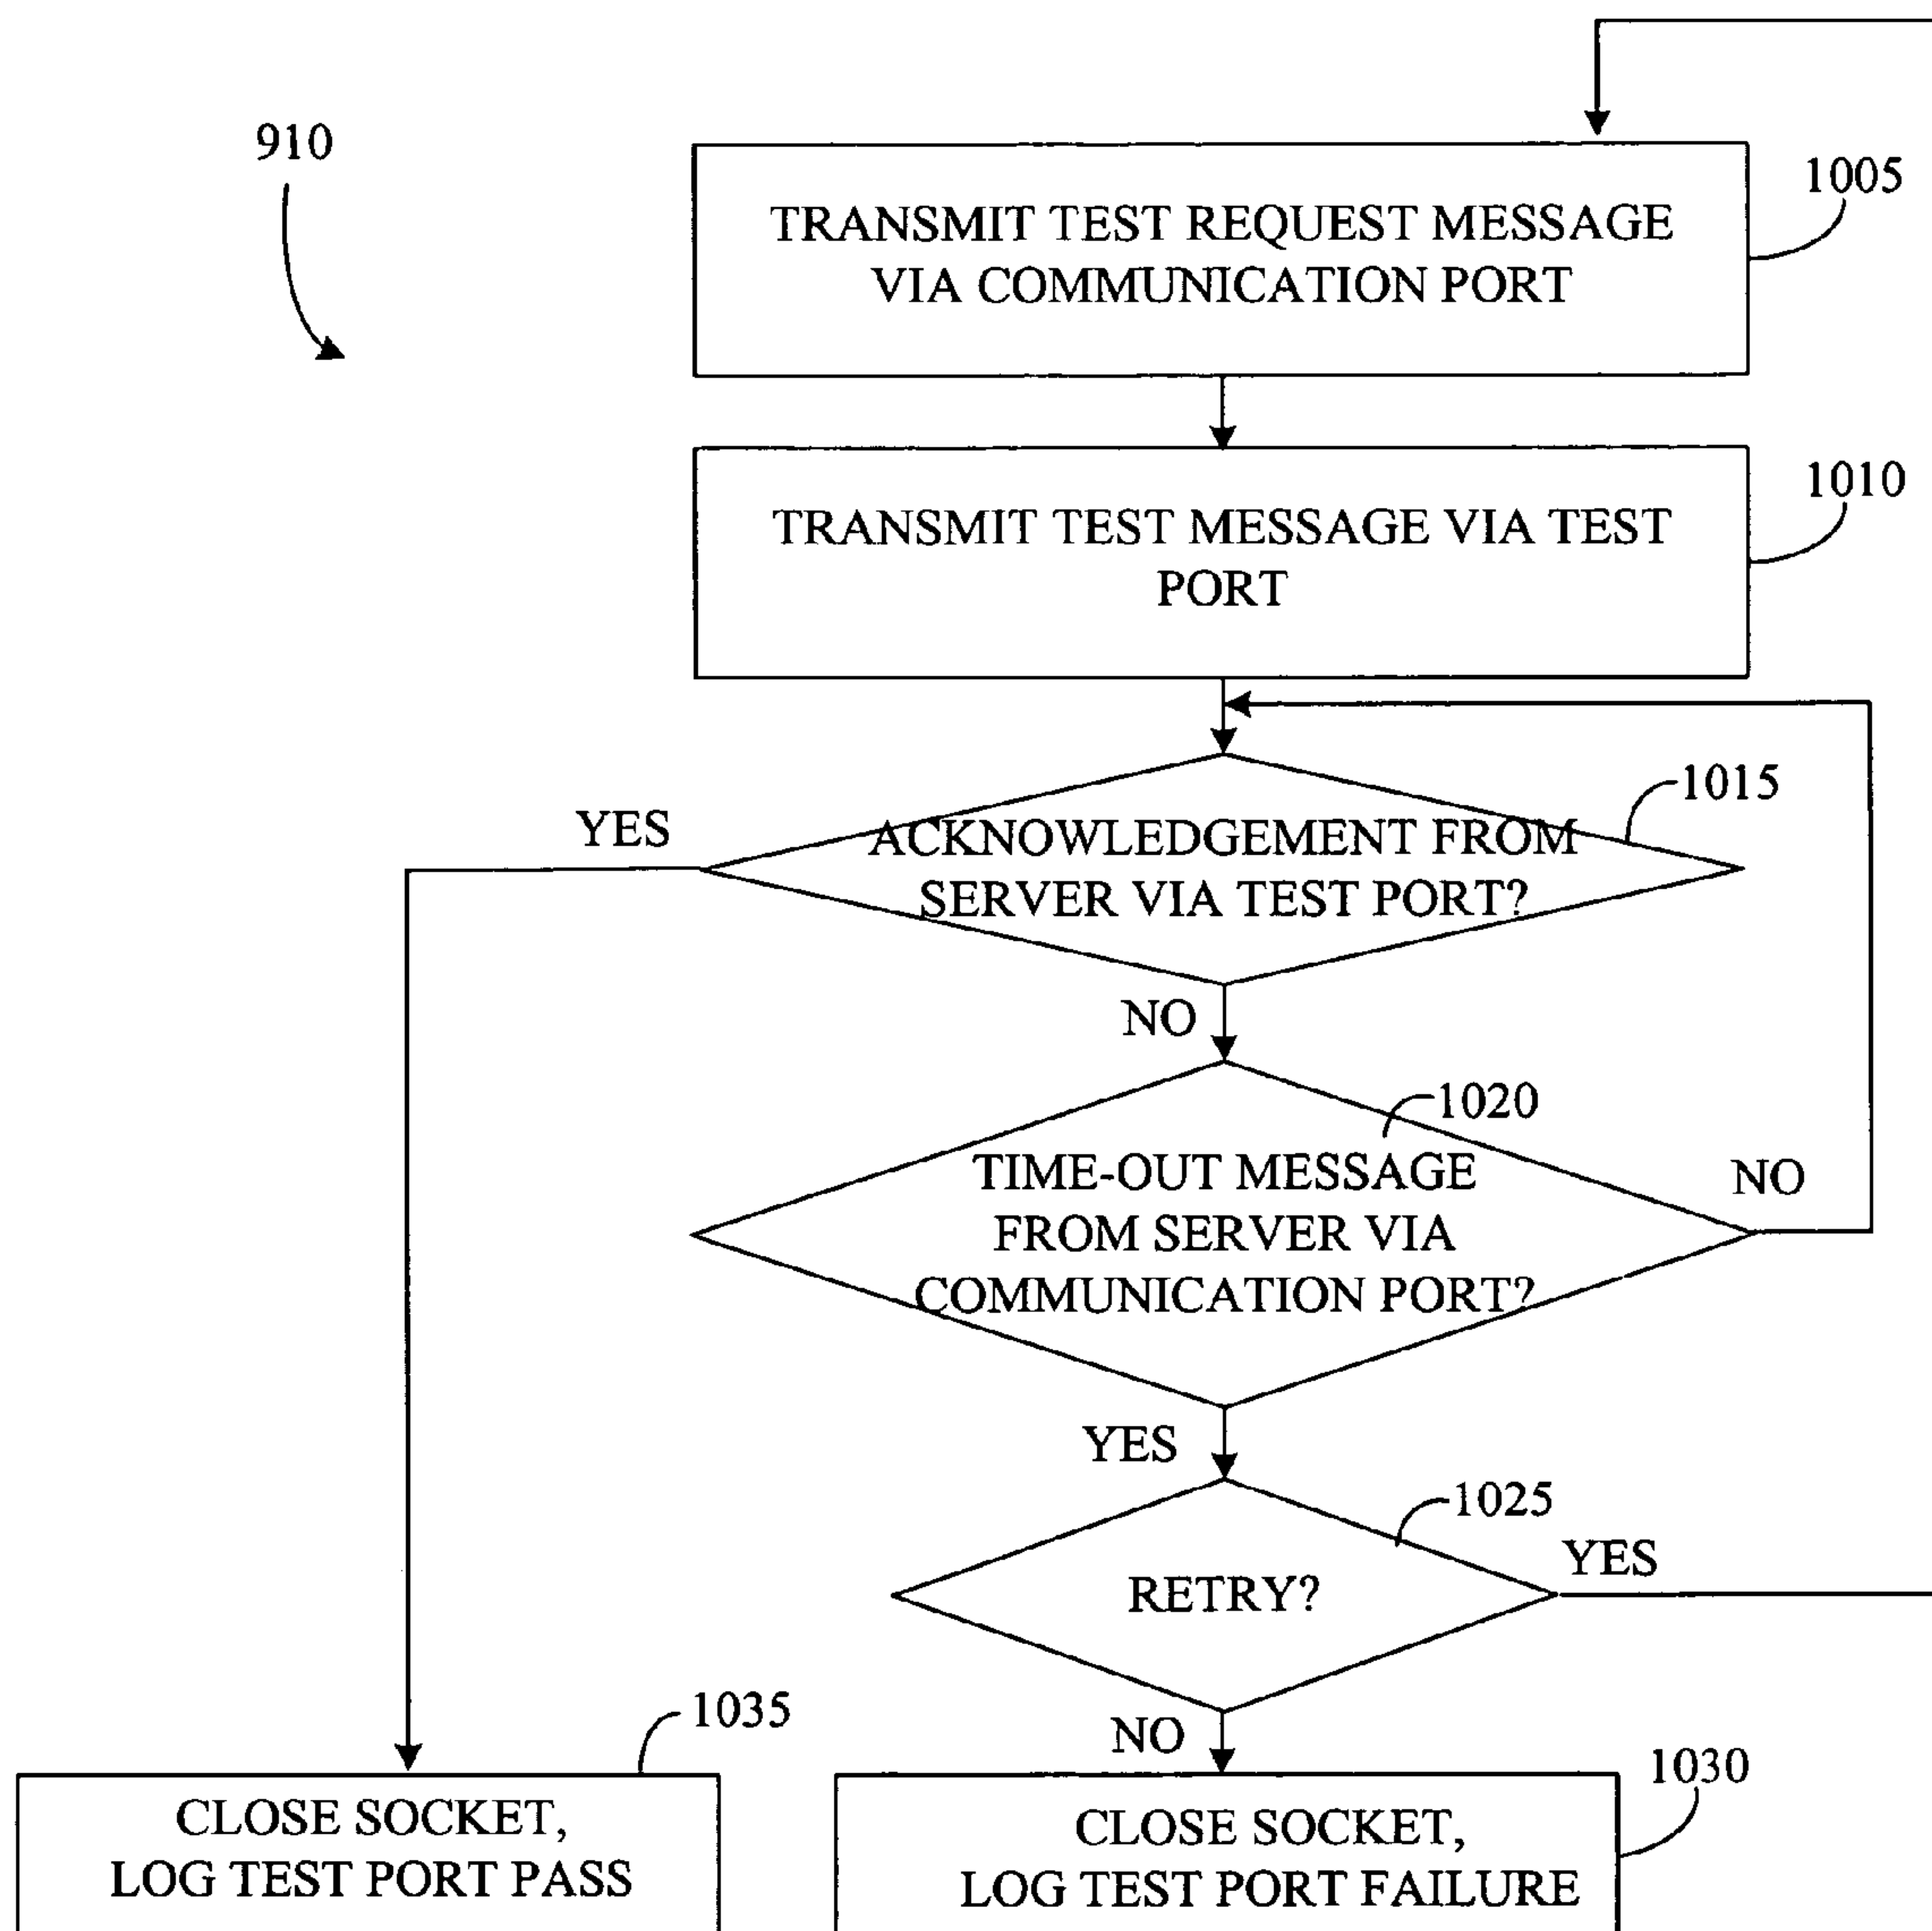 910
1005
TRANSMIT TEST REQUEST MESSAGE
VIA COMMUNICATION PORT
1010
TRANSMIT TEST MESSAGE VIA TEST
PORT
1015
YES
ACKNOWLEDGEMENT FROM
SERVER VIA TEST PORT?
NO
1020
TIME-OUT MESSAGE
FROM SERVER VIA
COMMUNICATION PORT?
NO
YES
1025
YES
RETRY?
NO
1035
1030
CLOSE SOCKET,
LOG TEST PORT PASS
CLOSE SOCKET,
LOG TEST PORT FAILURE